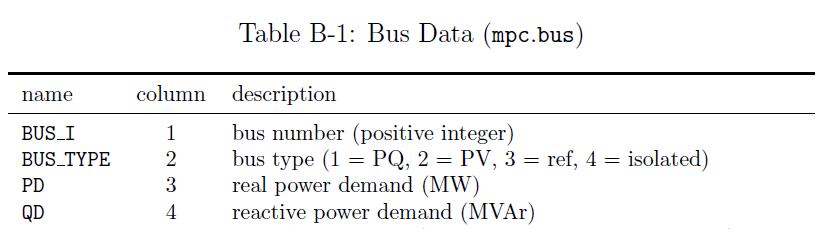 Table B-1: Bus Data (mpc.bus)
name column description
BUS_I 1 bus number (positive integer)
BUS_TYPE 2 bus type (1 = PQ, 2 = PV, 3 = ref, 4 = isolated)
PD 3 real power demand (MW)
QD 4 reactive power demand (MVAr)